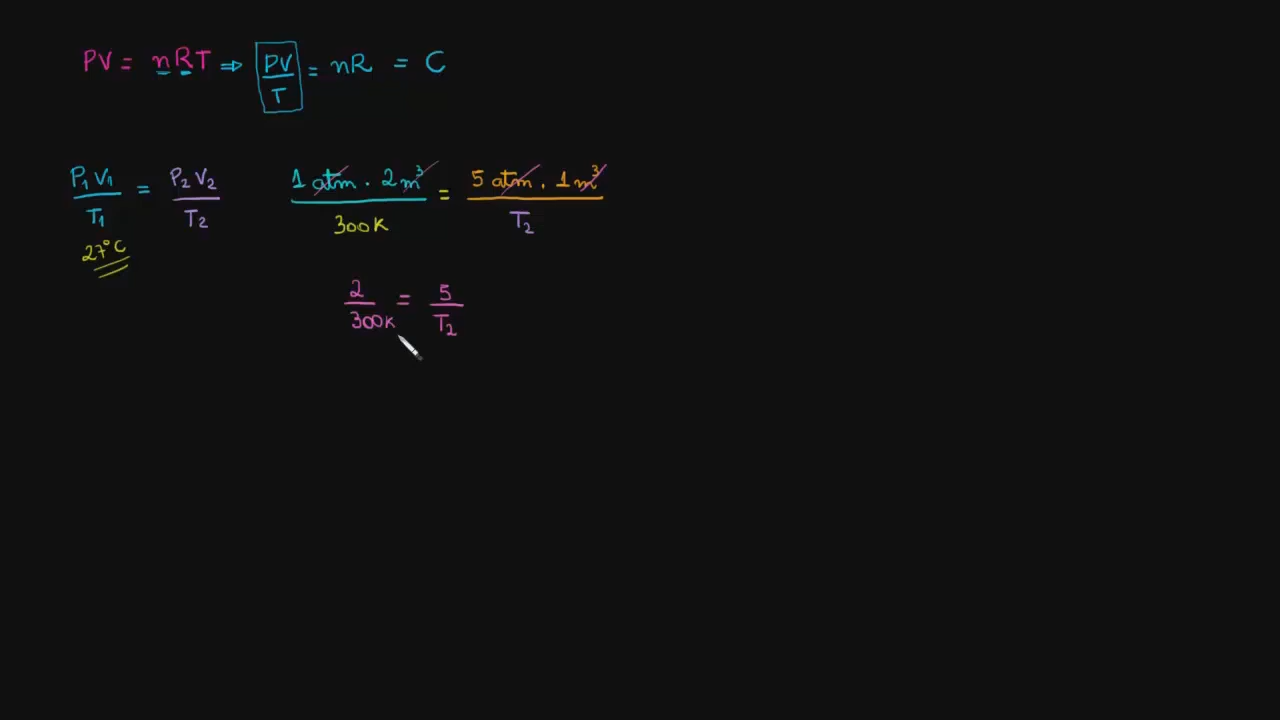 PV = nRT ⇒ PV/T = nR = C
P₁V₁/T₁ = P₂V₂/T₂
27°C
1 atm · 2 m³/300K = 5 atm · 1 m³/T₂
2/300K = 5/T₂